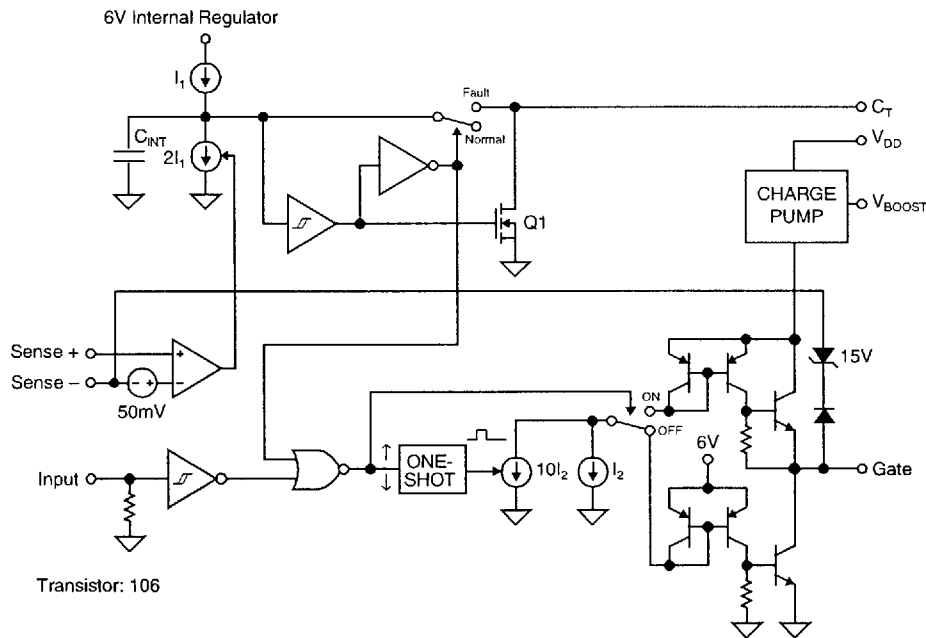 6V Internal Regulator
I1
Fault
CT
CINT
Normal
VDD
2I1
CHARGE
PUMP
VBOOST
Q1
Sense +
+
15V
Sense −
− +
−
50mV
ON
OFF
6V
Input
ONE-
SHOT
10I2
I2
Gate
Transistor: 106